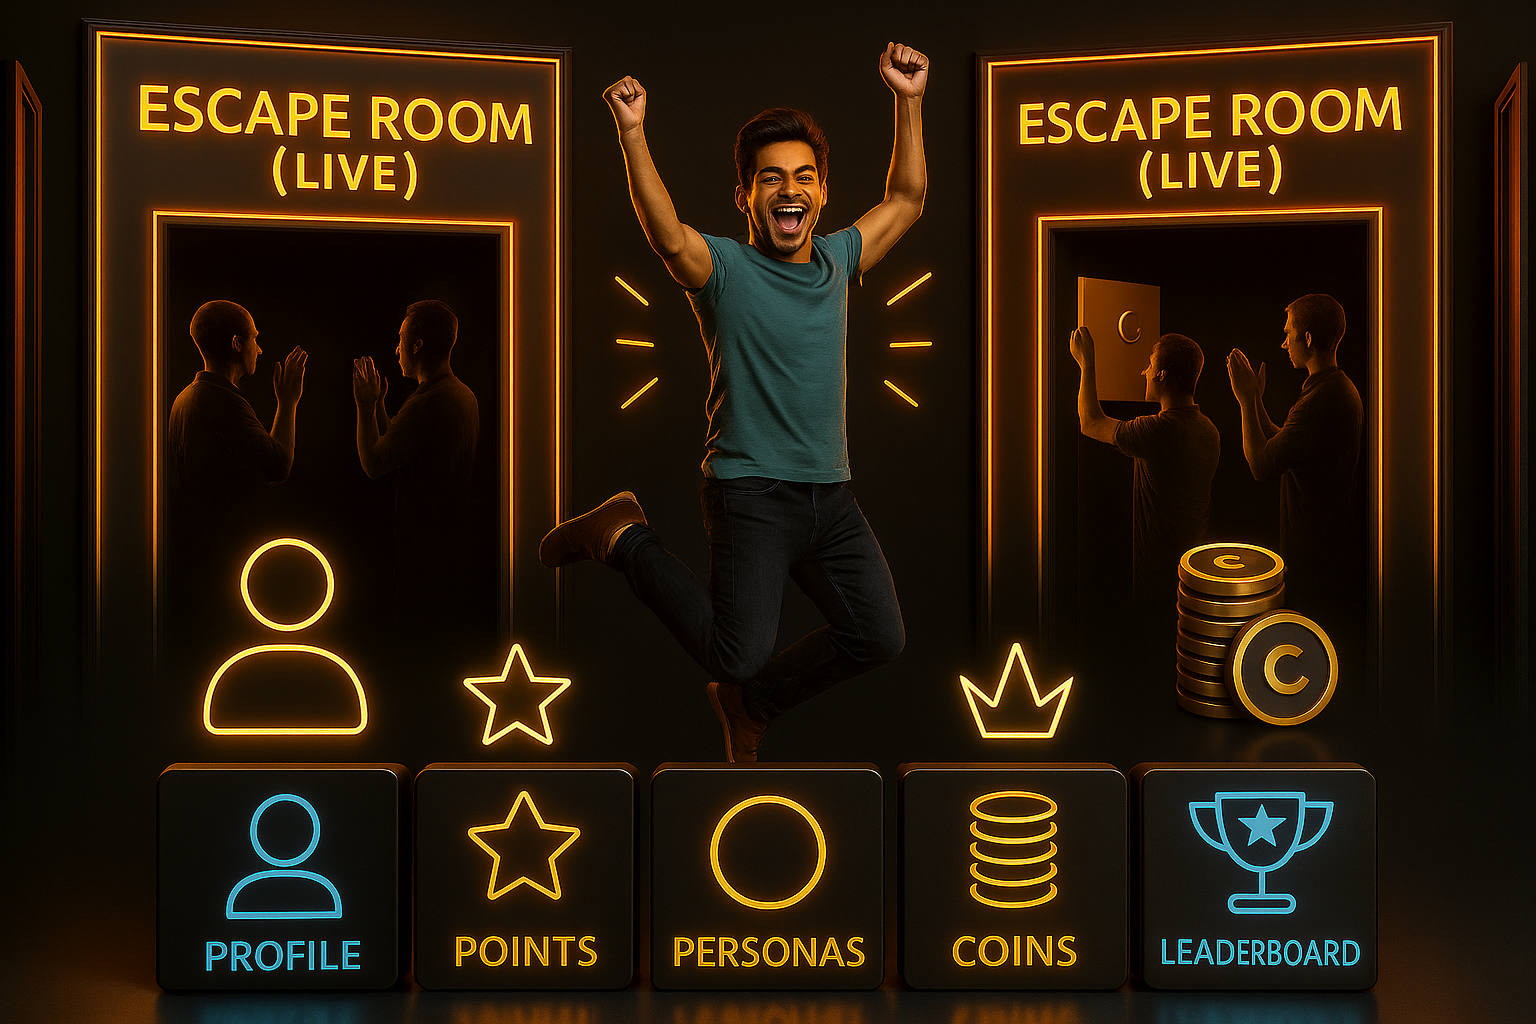 ESCAPE ROOM
(LIVE)
ESCAPE ROOM
(LIVE)
C
C
C
PROFILE
POINTS
PERSONAS
COINS
LEADERBOARD